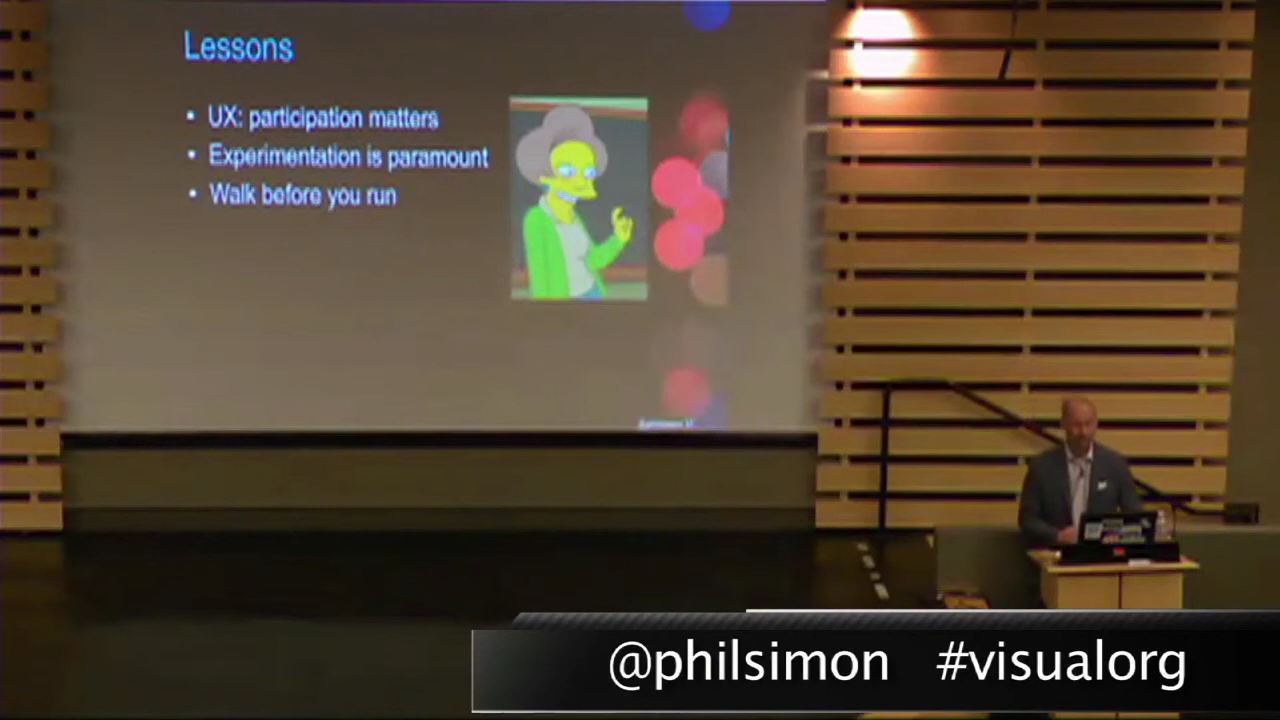 Lessons
• UX: participation matters
• Experimentation is paramount
• Walk before you run
@philsimon #visualorg